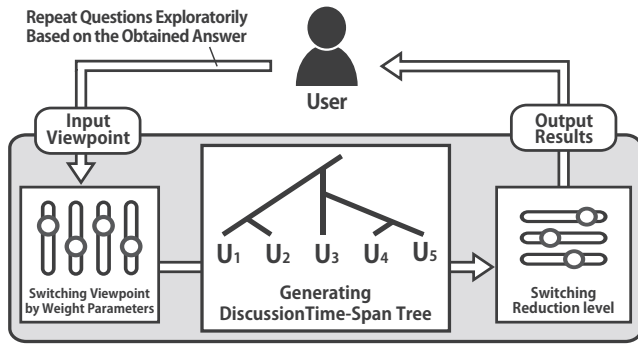 Repeat Questions Exploratorily
Based on the Obtained Answer
User
Input
Viewpoint
Output
Results
U1 U2 U3 U4 U5
Switching Viewpoint
by Weight Parameters
Generating
DiscussionTime-Span Tree
Switching
Reduction level